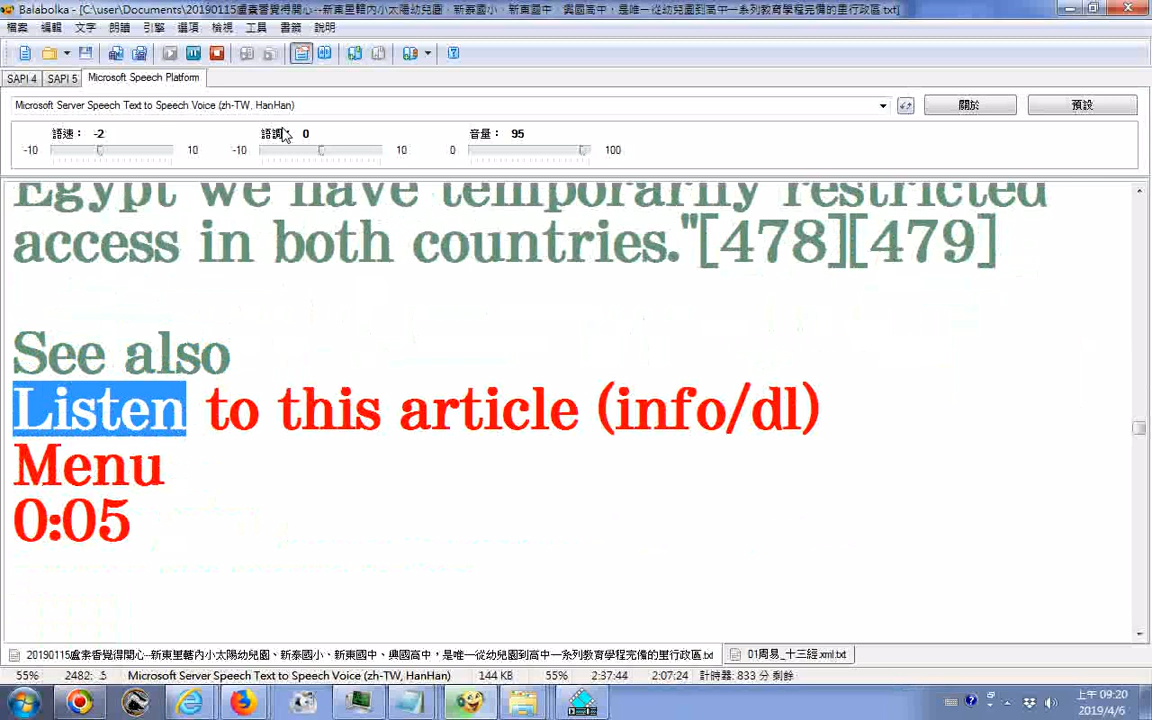 Balabolka - [C:\user\Documents\20190115盧素香覺得開心--新東里轄內小太陽幼兒園、新泰國小、新東國中、興國高中，是唯一從幼兒園到高中一系列教育學程完備的里行政區.txt]
檔案 編輯 文字 朗讀 引擎 選項 檢視 工具 書籤 說明
SAPI 4 SAPI 5 Microsoft Speech Platform
Microsoft Server Speech Text to Speech Voice (zh-TW, HanHan) 關於 預設
語速： -2 語調： 0 音量： 95
-10 10 -10 10 0 100
Egypt we have temporarily restricted
access in both countries."[478][479]
See also
Listen to this article (info/dl)
Menu
0:05
20190115盧素香覺得開心--新東里轄內小太陽幼兒園、新泰國小、新東國中、興國高中，是唯一從幼兒園到高中一系列教育學程完備的里行政區.txt 01周易_十三經.xml.txt
55% 2482: 5 Microsoft Server Speech Text to Speech Voice (zh-TW, HanHan) 144 KB 55% 2:37:44 2:07:24 計時器: 833 分 剩餘
上午 09:20
2019/4/6